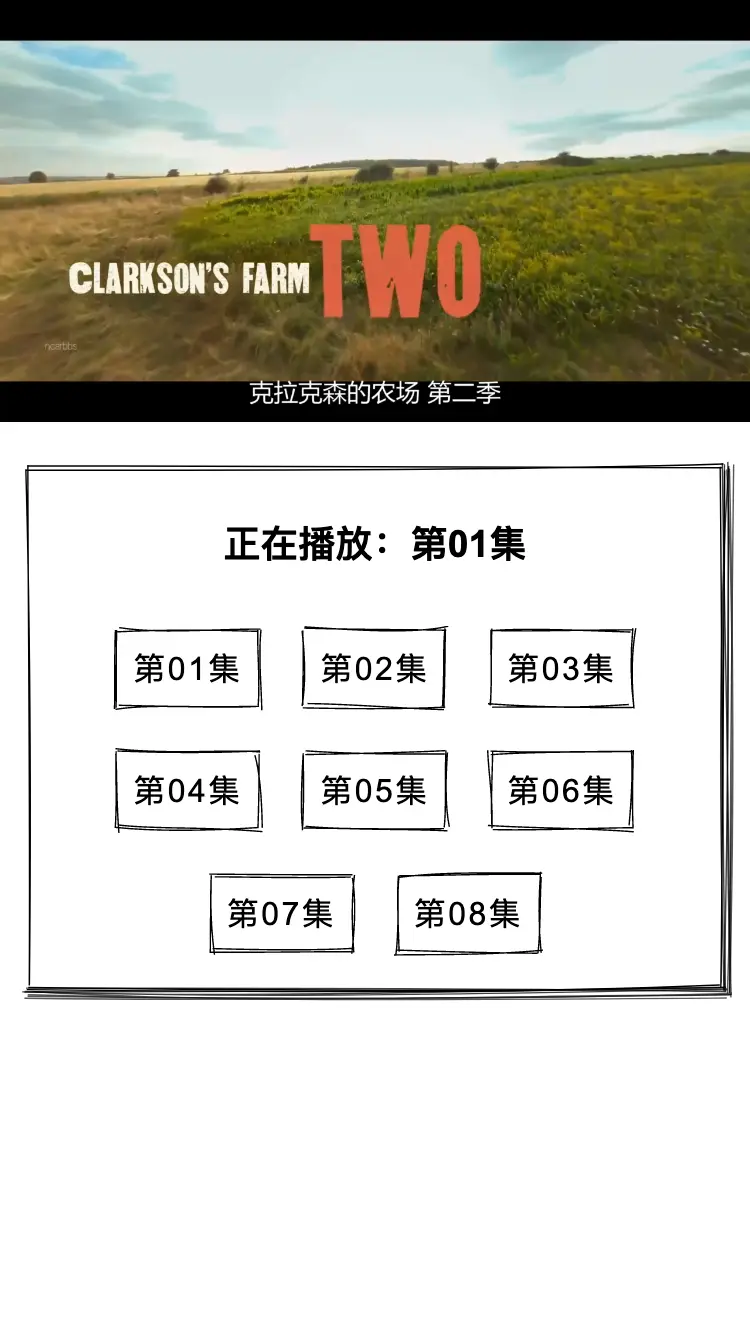 CLARKSON'S FARM TWO
克拉克森的农场 第二季
正在播放：第01集
第01集 第02集 第03集
第04集 第05集 第06集
第07集 第08集